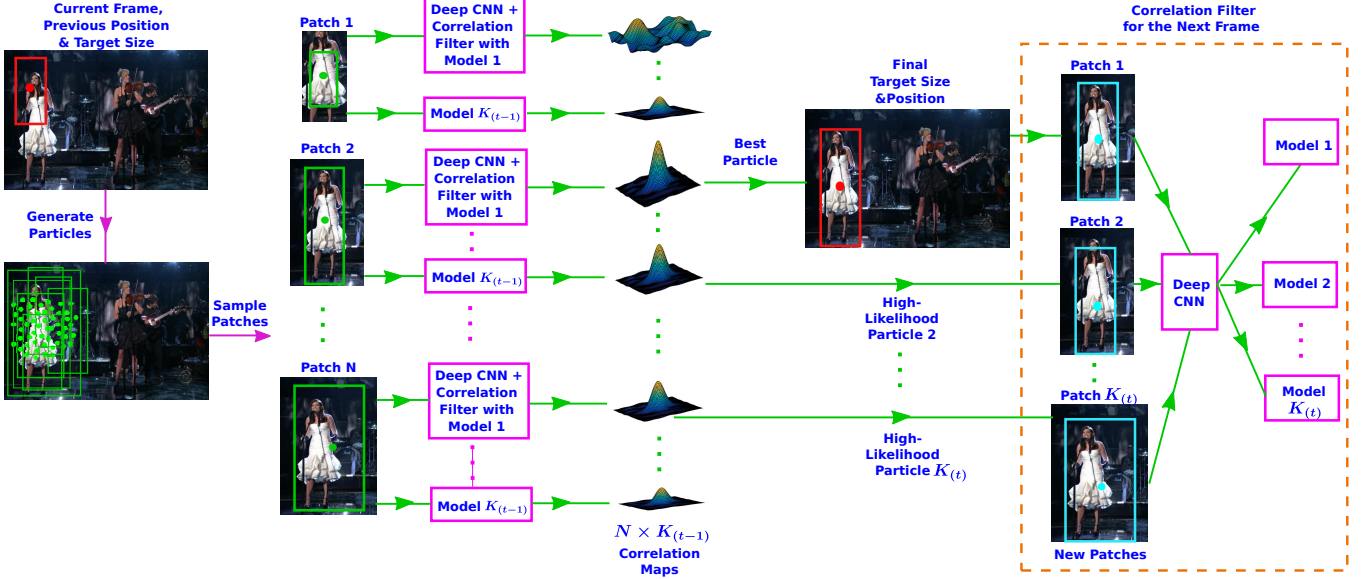 Current Frame,
Previous Position
& Target Size
Generate
Particles
Sample
Patches
Patch 1
Deep CNN +
Correlation
Filter with
Model 1
Model K(t−1)
Patch 2
Deep CNN +
Correlation
Filter with
Model 1
Model K(t−1)
Patch N
Deep CNN +
Correlation
Filter with
Model 1
Model K(t−1)
N × K(t−1)
Correlation
Maps
Best
Particle
Final
Target Size
&Position
High-
Likelihood
Particle 2
High-
Likelihood
Particle K(t)
Correlation Filter
for the Next Frame
Patch 1
Patch 2
Patch K(t)
New Patches
Deep
CNN
Model 1
Model 2
Model
K(t)